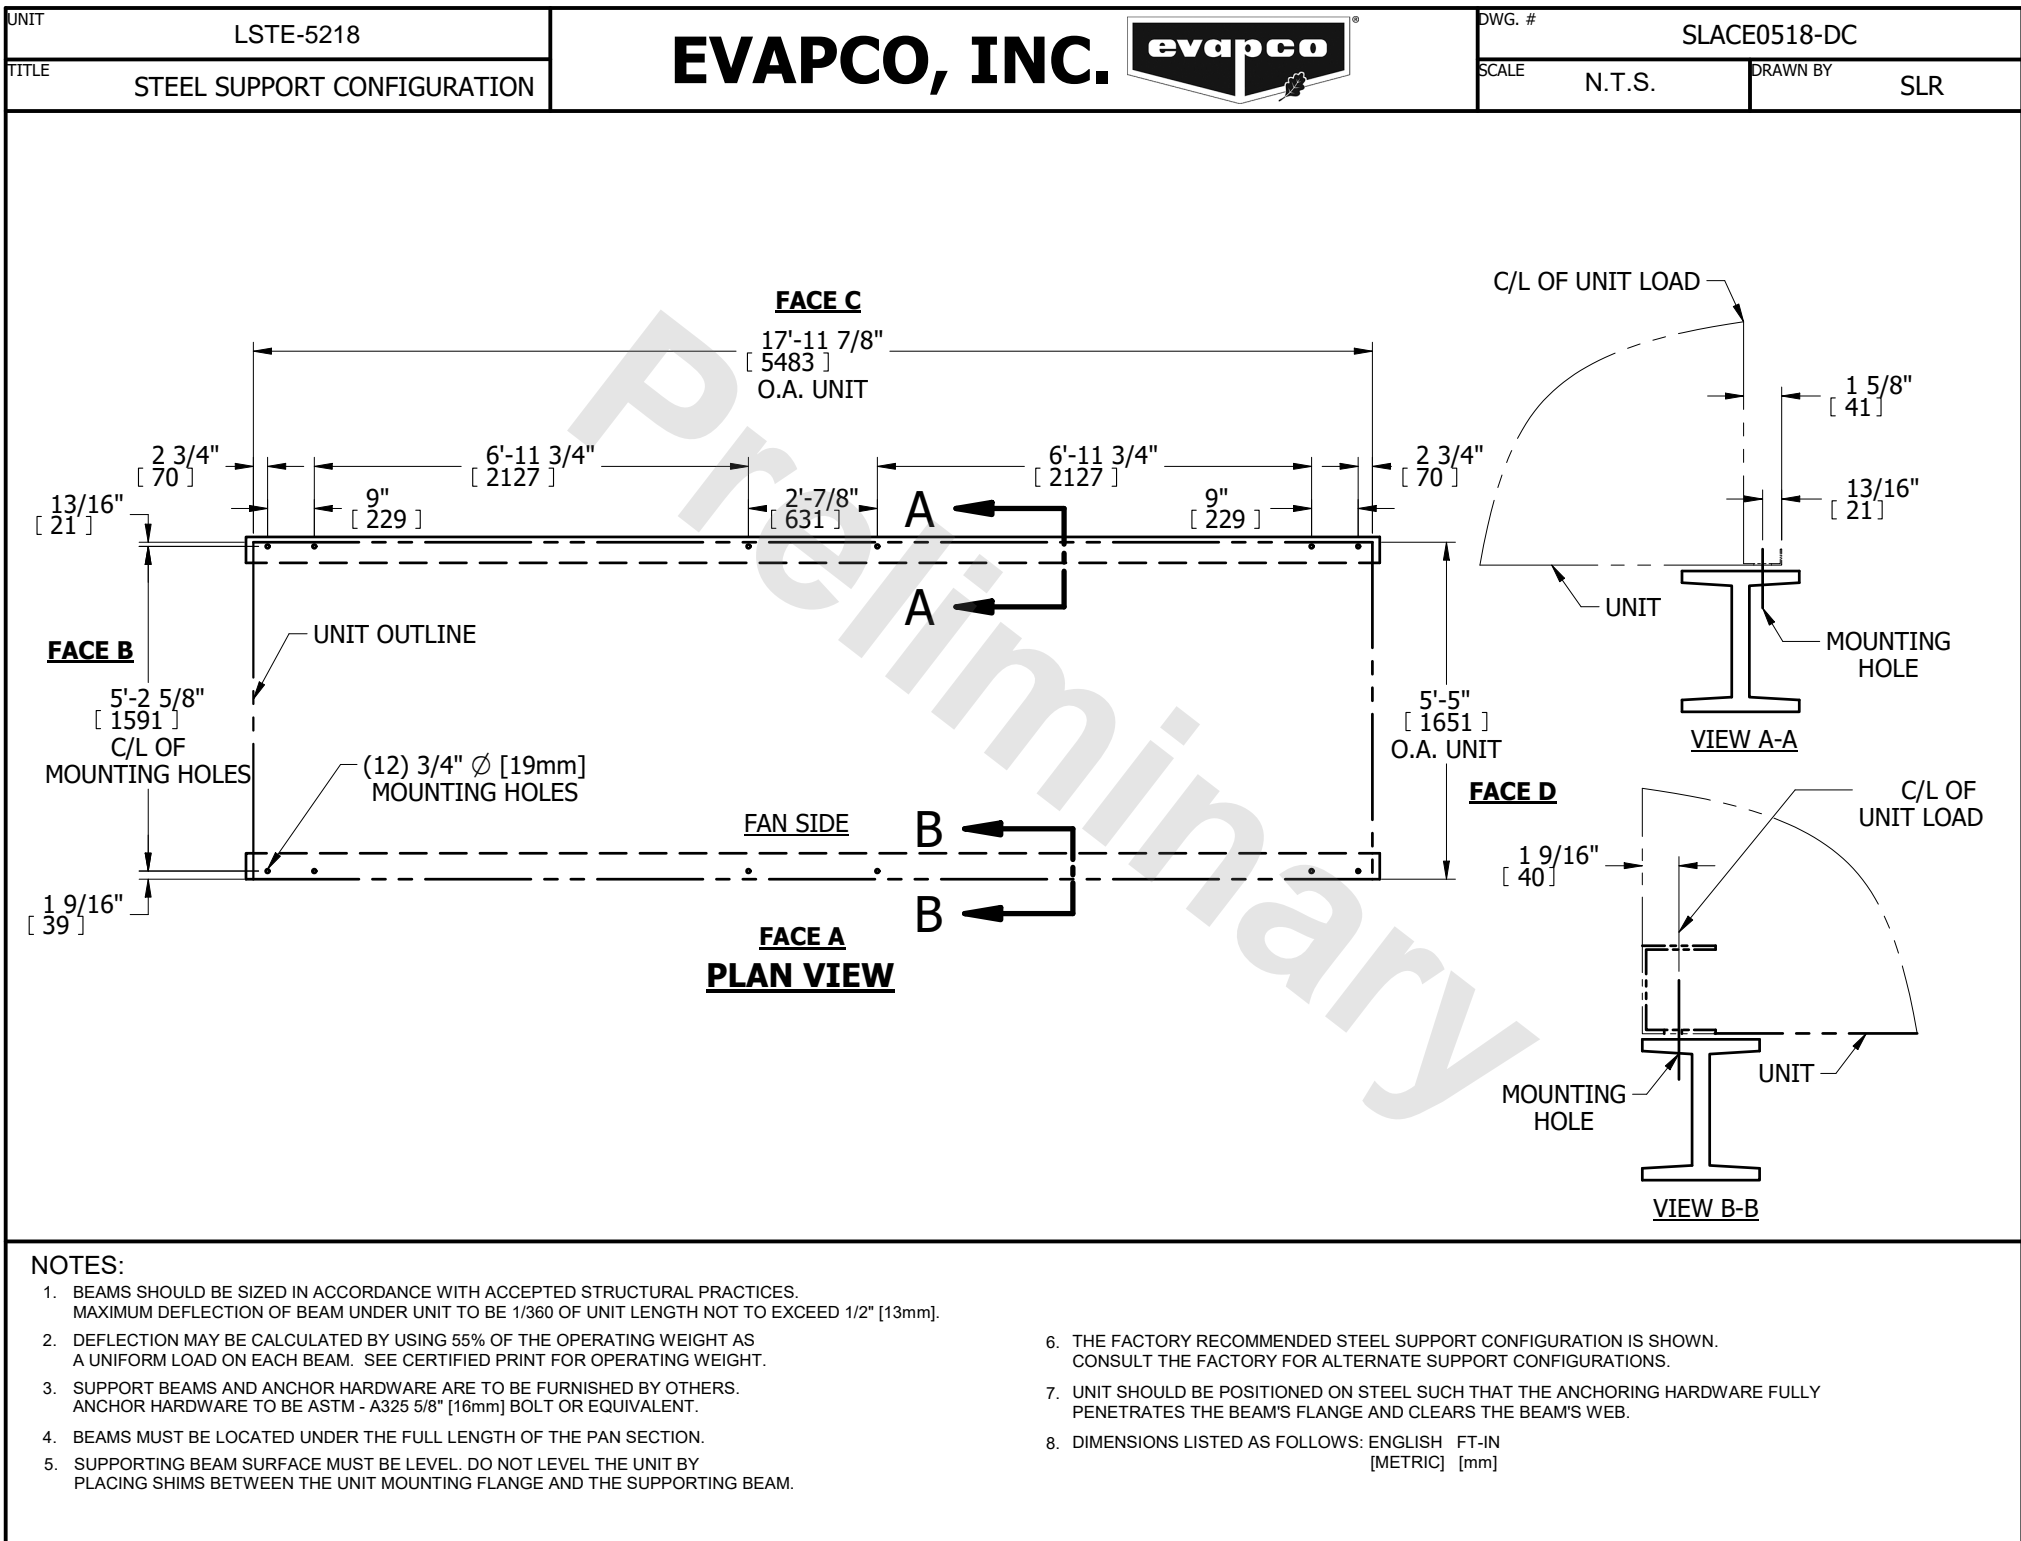 UNIT
LSTE-5218
TITLE
STEEL SUPPORT CONFIGURATION
EVAPCO, INC.
evapco
®
DWG. #
SLACE0518-DC
SCALE
N.T.S.
DRAWN BY
SLR
FACE C
17'-11 7/8"
[ 5483 ]
O.A. UNIT
2 3/4"
[ 70 ]
6'-11 3/4"
[ 2127 ]
6'-11 3/4"
[ 2127 ]
2 3/4"
[ 70 ]
13/16"
[ 21 ]
9"
[ 229 ]
2'-7/8"
[ 631 ]
A
9"
[ 229 ]
A
FACE B
UNIT OUTLINE
5'-2 5/8"
[ 1591 ]
C/L OF
MOUNTING HOLES
(12) 3/4" ∅ [19mm]
MOUNTING HOLES
5'-5"
[ 1651 ]
O.A. UNIT
FACE D
FAN SIDE
B
B
1 9/16"
[ 39 ]
FACE A
PLAN VIEW
Preliminary
C/L OF UNIT LOAD
1 5/8"
[ 41 ]
13/16"
[ 21 ]
UNIT
MOUNTING
HOLE
VIEW A-A
C/L OF
UNIT LOAD
1 9/16"
[ 40 ]
UNIT
MOUNTING
HOLE
VIEW B-B
NOTES:
1. BEAMS SHOULD BE SIZED IN ACCORDANCE WITH ACCEPTED STRUCTURAL PRACTICES.
MAXIMUM DEFLECTION OF BEAM UNDER UNIT TO BE 1/360 OF UNIT LENGTH NOT TO EXCEED 1/2" [13mm].
2. DEFLECTION MAY BE CALCULATED BY USING 55% OF THE OPERATING WEIGHT AS
A UNIFORM LOAD ON EACH BEAM. SEE CERTIFIED PRINT FOR OPERATING WEIGHT.
3. SUPPORT BEAMS AND ANCHOR HARDWARE ARE TO BE FURNISHED BY OTHERS.
ANCHOR HARDWARE TO BE ASTM - A325 5/8" [16mm] BOLT OR EQUIVALENT.
4. BEAMS MUST BE LOCATED UNDER THE FULL LENGTH OF THE PAN SECTION.
5. SUPPORTING BEAM SURFACE MUST BE LEVEL. DO NOT LEVEL THE UNIT BY
PLACING SHIMS BETWEEN THE UNIT MOUNTING FLANGE AND THE SUPPORTING BEAM.
6. THE FACTORY RECOMMENDED STEEL SUPPORT CONFIGURATION IS SHOWN.
CONSULT THE FACTORY FOR ALTERNATE SUPPORT CONFIGURATIONS.
7. UNIT SHOULD BE POSITIONED ON STEEL SUCH THAT THE ANCHORING HARDWARE FULLY
PENETRATES THE BEAM'S FLANGE AND CLEARS THE BEAM'S WEB.
8. DIMENSIONS LISTED AS FOLLOWS: ENGLISH FT-IN
[METRIC] [mm]